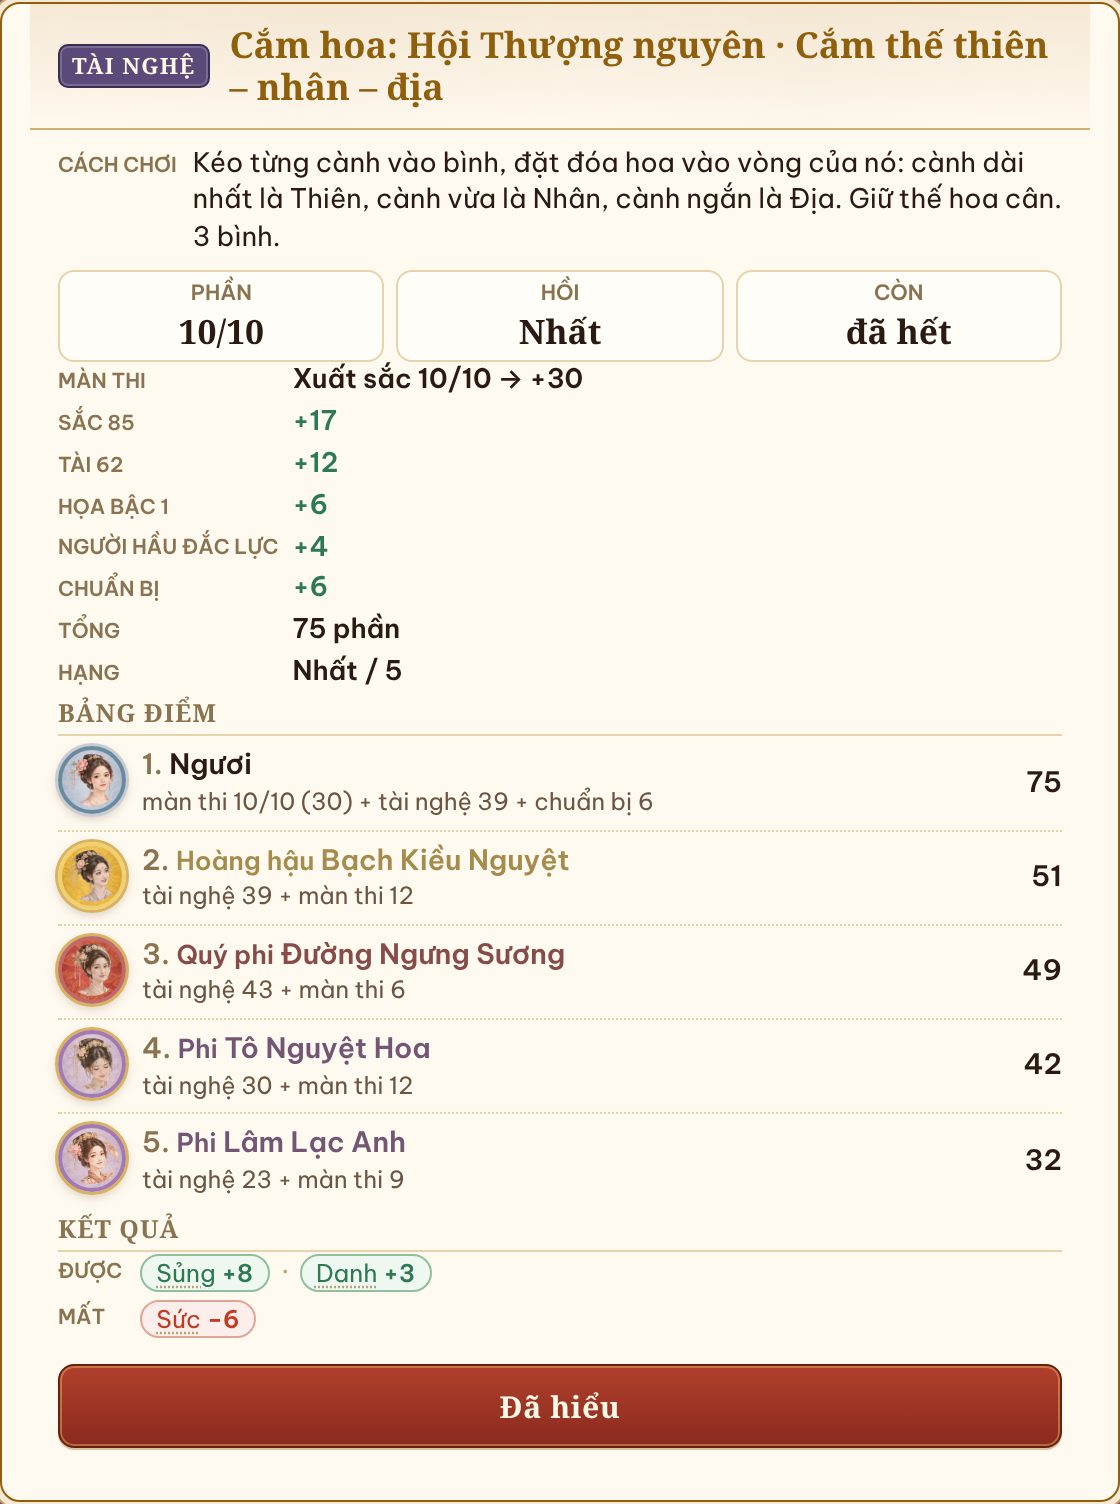 TÀI NGHỆ
Cắm hoa: Hội Thượng nguyên · Cắm thế thiên
– nhân – địa
CÁCH CHƠI
Kéo từng cành vào bình, đặt đóa hoa vào vòng của nó: cành dài
nhất là Thiên, cành vừa là Nhân, cành ngắn là Địa. Giữ thế hoa cân.
3 bình.
PHẦN
10/10
HỒI
Nhất
CÒN
đã hết
MÀN THI Xuất sắc 10/10 → +30
SẮC 85 +17
TÀI 62 +12
HỌA BẬC 1 +6
NGƯỜI HẦU ĐẮC LỰC +4
CHUẨN BỊ +6
TỔNG 75 phần
HẠNG Nhất / 5
BẢNG ĐIỂM
1. Ngươi
màn thi 10/10 (30) + tài nghệ 39 + chuẩn bị 6
75
2. Hoàng hậu Bạch Kiều Nguyệt
tài nghệ 39 + màn thi 12
51
3. Quý phi Đường Ngưng Sương
tài nghệ 43 + màn thi 6
49
4. Phi Tô Nguyệt Hoa
tài nghệ 30 + màn thi 12
42
5. Phi Lâm Lạc Anh
tài nghệ 23 + màn thi 9
32
KẾT QUẢ
ĐƯỢC Sủng +8 · Danh +3
MẤT Sức −6
Đã hiểu